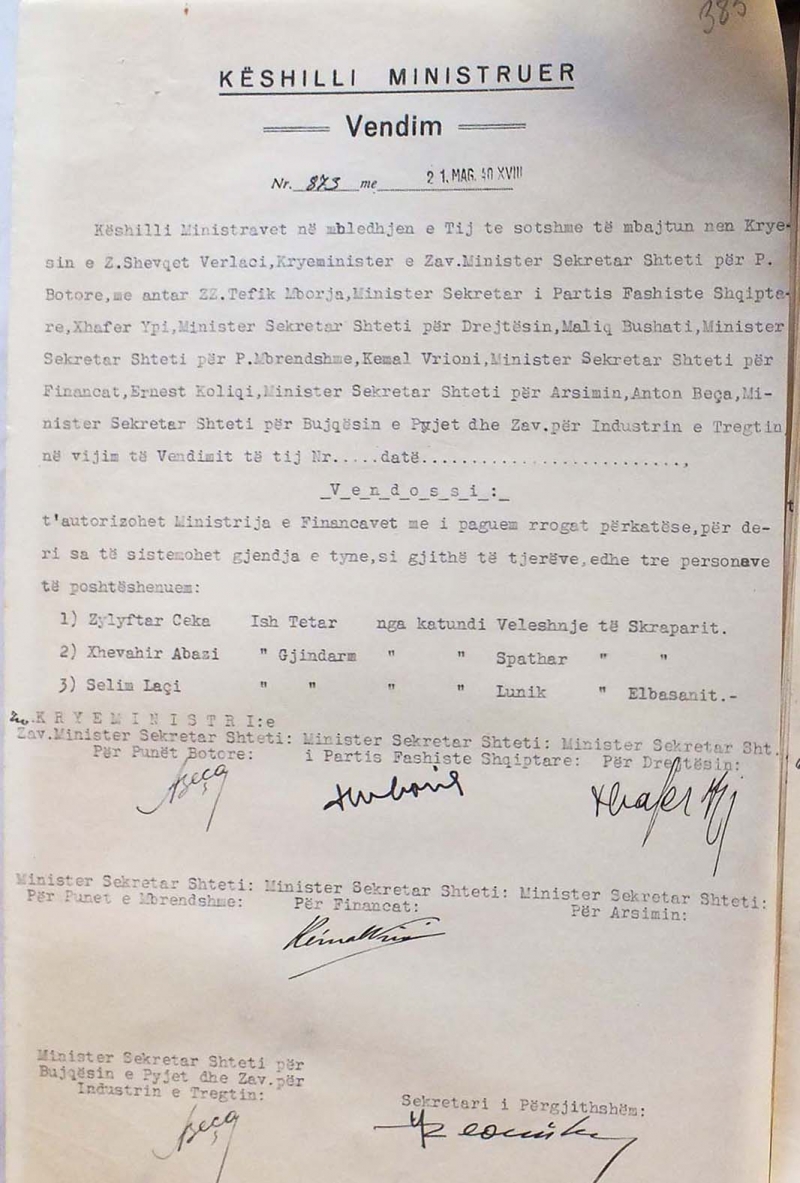 385
KËSHILLI MINISTRUER
Vendim
Nr. 873 me 21. MAG. 40 XVIII
Këshilli Ministravet në mbledhjen e Tij te sotshme të mbajtun nen Krye-
sin e Z.Shevqet Verlaci,Kryeminister e Zav.Minister Sekretar Shteti për P.
Botore,me antar ZZ.Tefik Mborja,Minister Sekretar i Partis Fashiste Shqipta-
re,Xhafer Ypi,Minister Sekretar Shteti për Drejtësin,Maliq Bushati,Minister
Sekretar Shteti për P.Mbrendshme,Kemal Vrioni,Minister Sekretar Shteti për
Financat,Ernest Koliqi,Minister Sekretar Shteti për Arsimin,Anton Beça,Mi-
nister Sekretar Shteti për Bujqësin e Pyjet dhe Zav.për Industrin e Tregtin
në vijim të Vendimit të tij Nr.....datë..........................,
_V_e_n_d_o_s_s_i_:_
t'autorizohet Ministrija e Financavet me i paguem rrogat përkatëse,për de-
ri sa të sistemohet gjendja e tyne,si gjithë të tjerëve,edhe tre personave
të poshtëshenuem:
1) Zylyftar Ceka Ish Tetar nga katundi Veleshnje të Skraparit.
2) Xhevahir Abazi " Gjindarm " " Spathar " "
3) Selim Laçi " " " " Lunik " Elbasanit.-
KRYEMINISTRI:e
Zav.Minister Sekretar Shteti: Minister Sekretar Shteti: Minister Sekretar Sht.
Për Punët Botore: i Partis Fashiste Shqiptare: Për Drejtësin:
Beça Xhafer Ypi
Minister Sekretar Shteti: Minister Sekretar Shteti: Minister Sekretar Shteti:
Për Punet e Mbrendshme: Për Financat: Për Arsimin:
Minister Sekretar Shteti për
Bujqësin e Pyjet dhe Zav.për
Industrin e Tregtin:
Sekretari i Përgjithshëm:
Beça